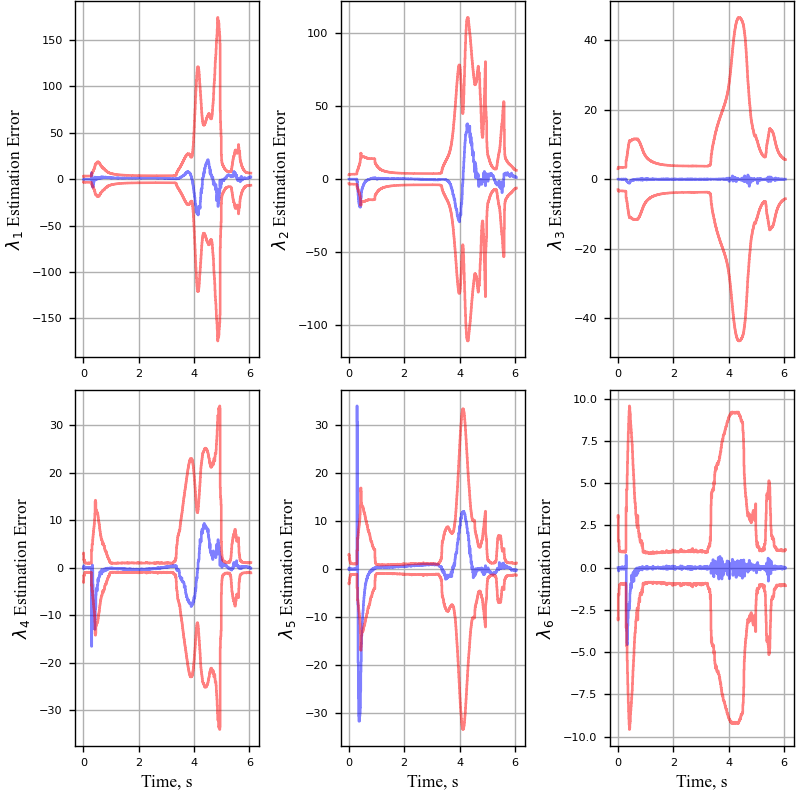 λ1 Estimation Error
150
100
50
0
−50
−100
−150
0 2 4 6
λ2 Estimation Error
100
50
0
−50
−100
0 2 4 6
λ3 Estimation Error
40
20
0
−20
−40
0 2 4 6
λ4 Estimation Error
30
20
10
0
−10
−20
−30
0 2 4 6
Time, s
λ5 Estimation Error
30
20
10
0
−10
−20
−30
0 2 4 6
λ6 Estimation Error
10.0
7.5
5.0
2.5
0.0
−2.5
−5.0
−7.5
−10.0
0 2 4 6
Time, s